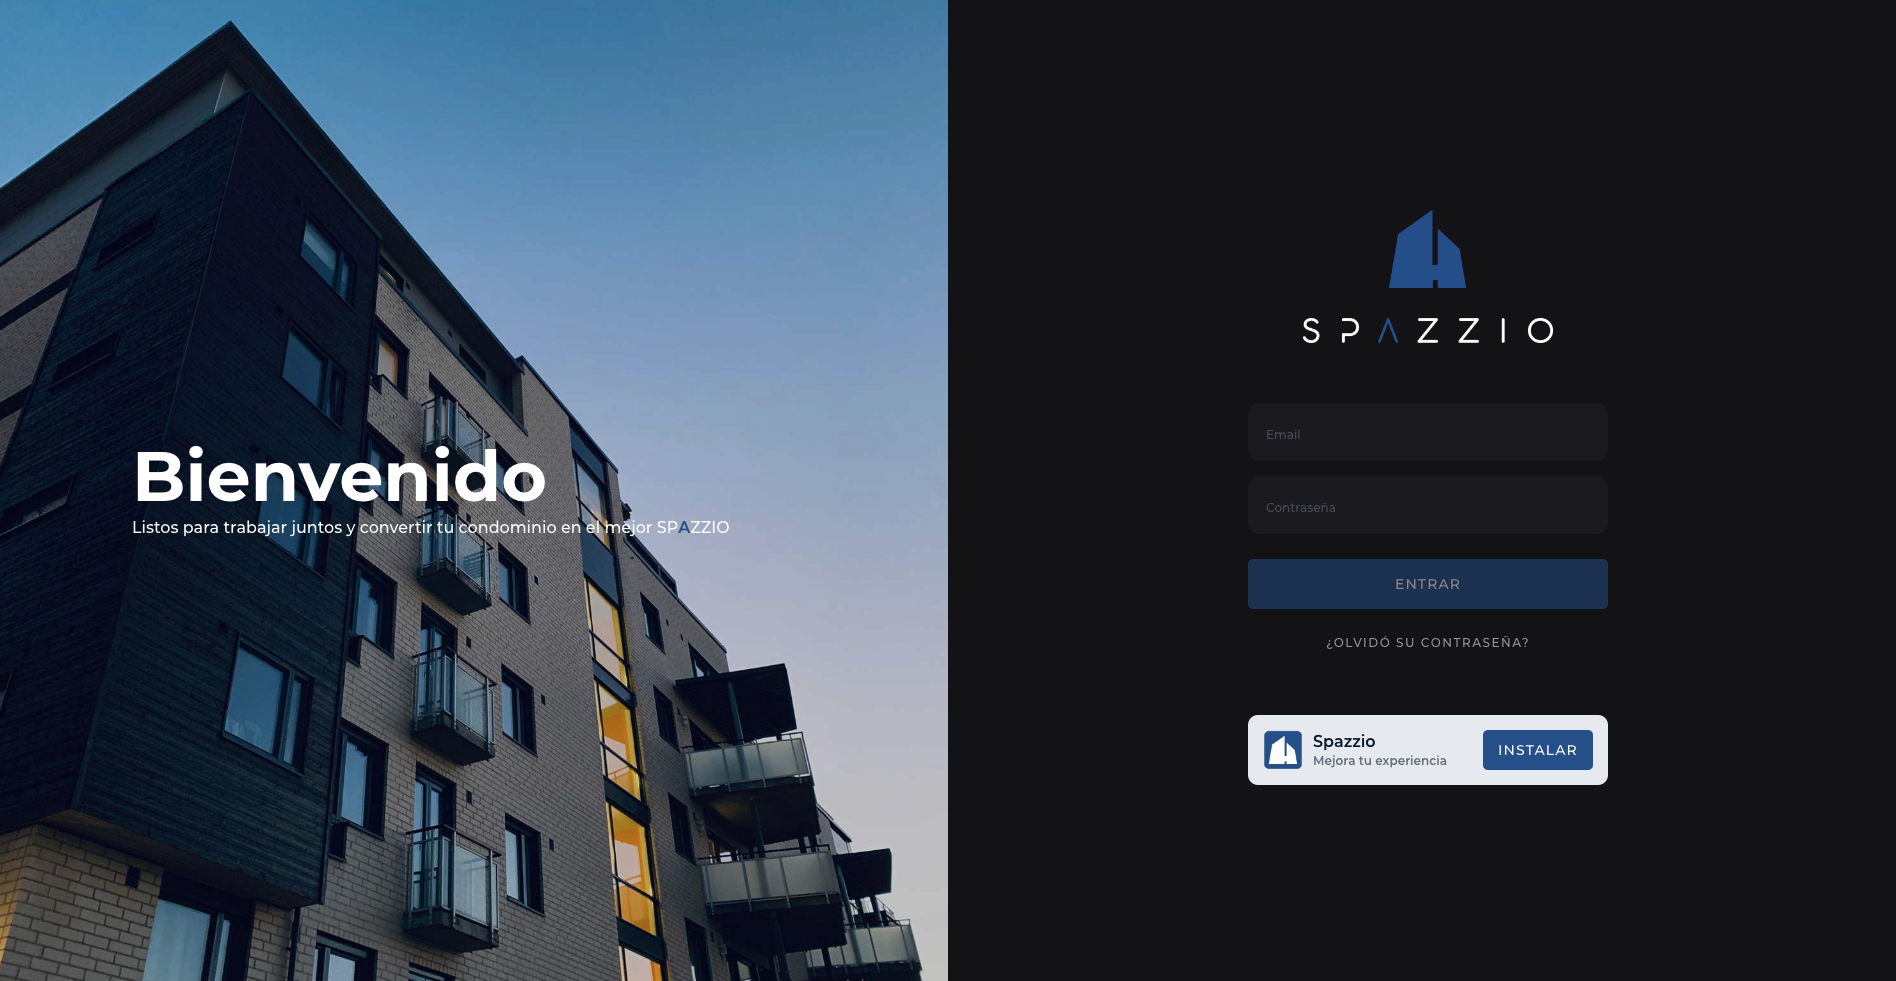 Bienvenido
Listos para trabajar juntos y convertir tu condominio en el mejor SPAZZIO
SPAZZIO
Email
Contraseña
ENTRAR
¿OLVIDÓ SU CONTRASEÑA?
Spazzio
Mejora tu experiencia
INSTALAR